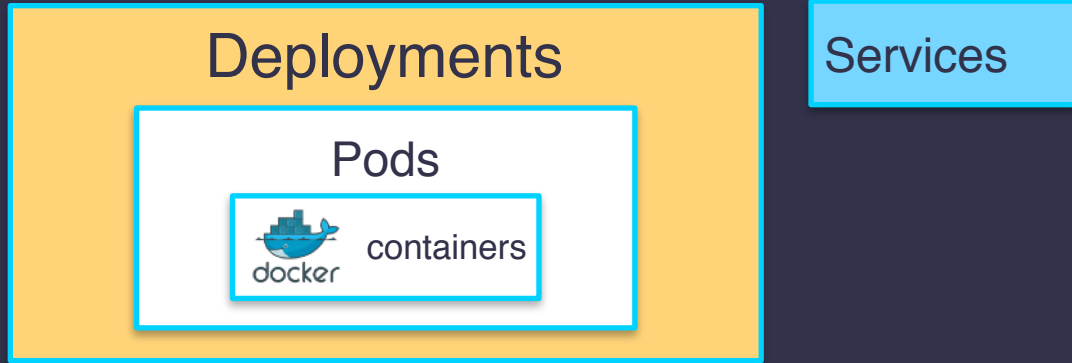 Deployments
Services
Pods
docker
containers